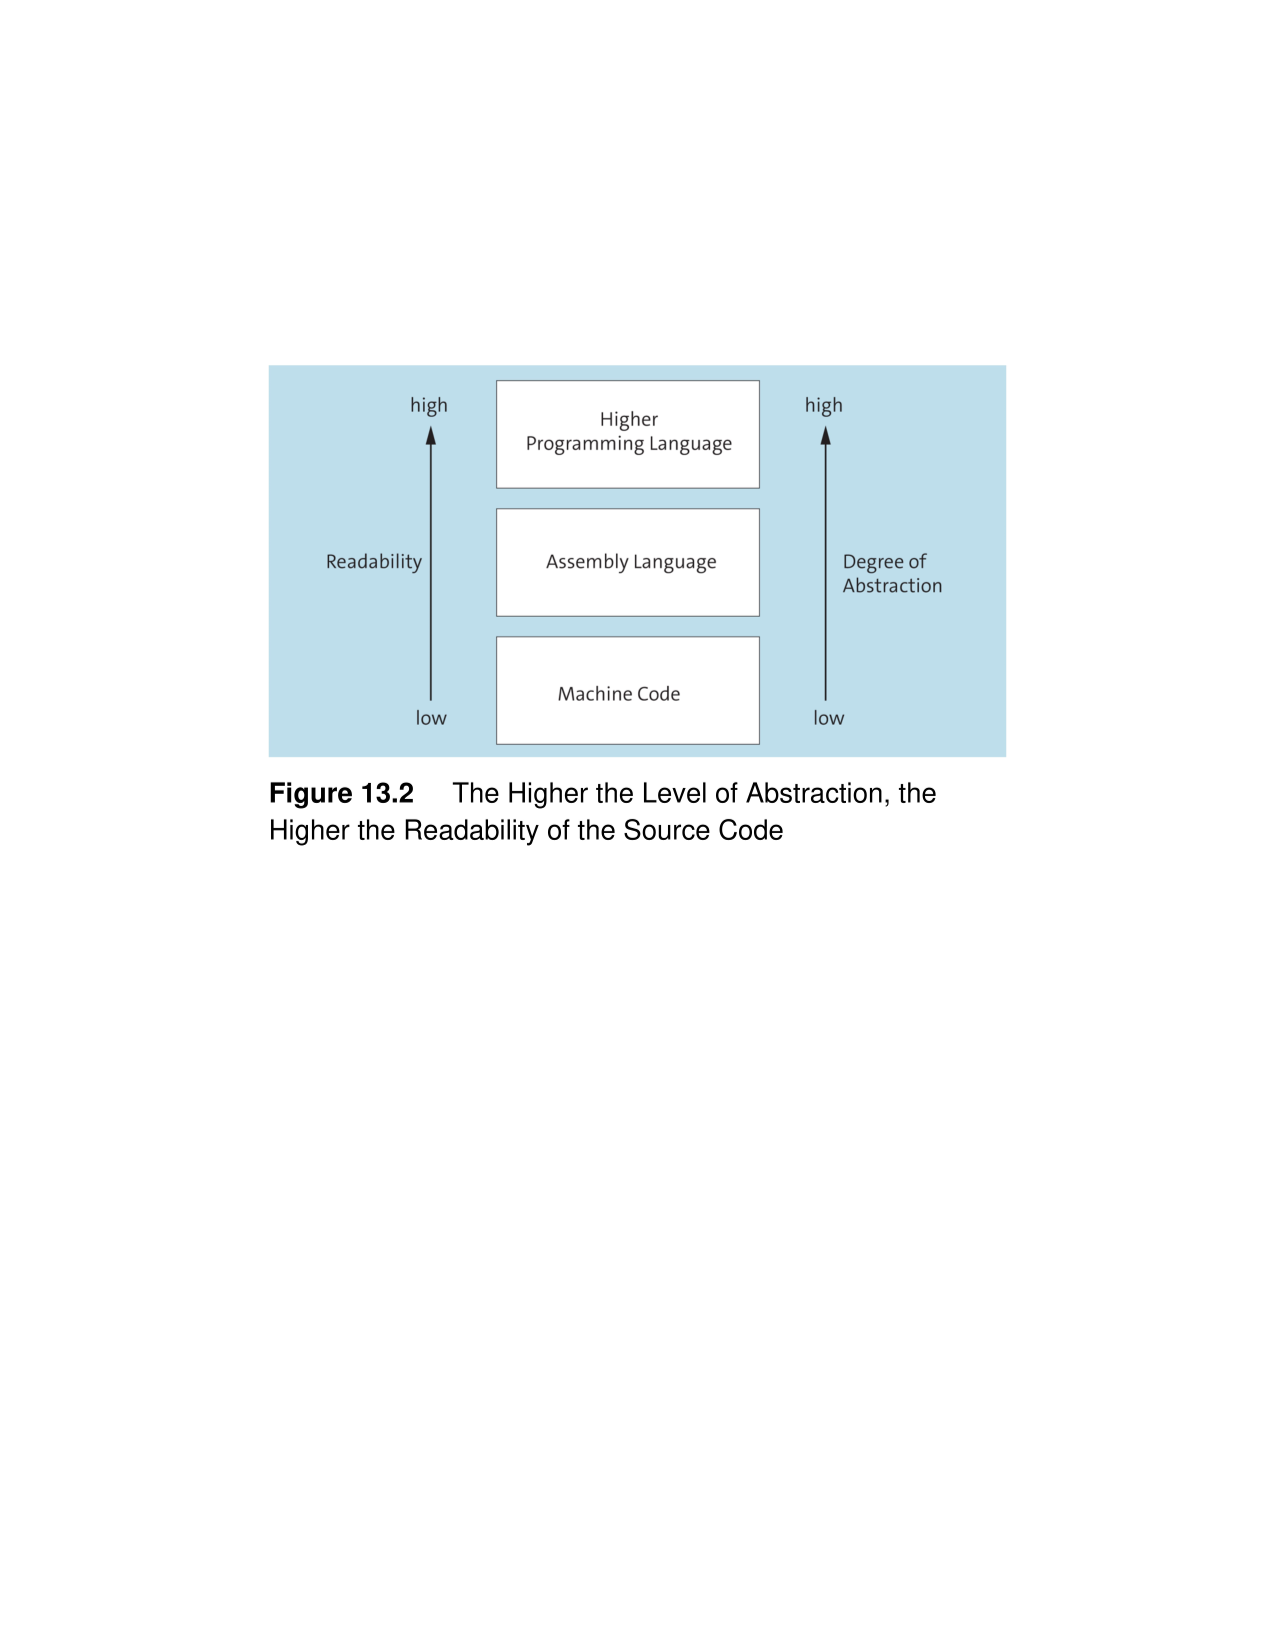 high
Higher
Programming Language
high
Readability
Assembly Language
Degree of
Abstraction
Machine Code
low
low
Figure 13.2 The Higher the Level of Abstraction, the
Higher the Readability of the Source Code